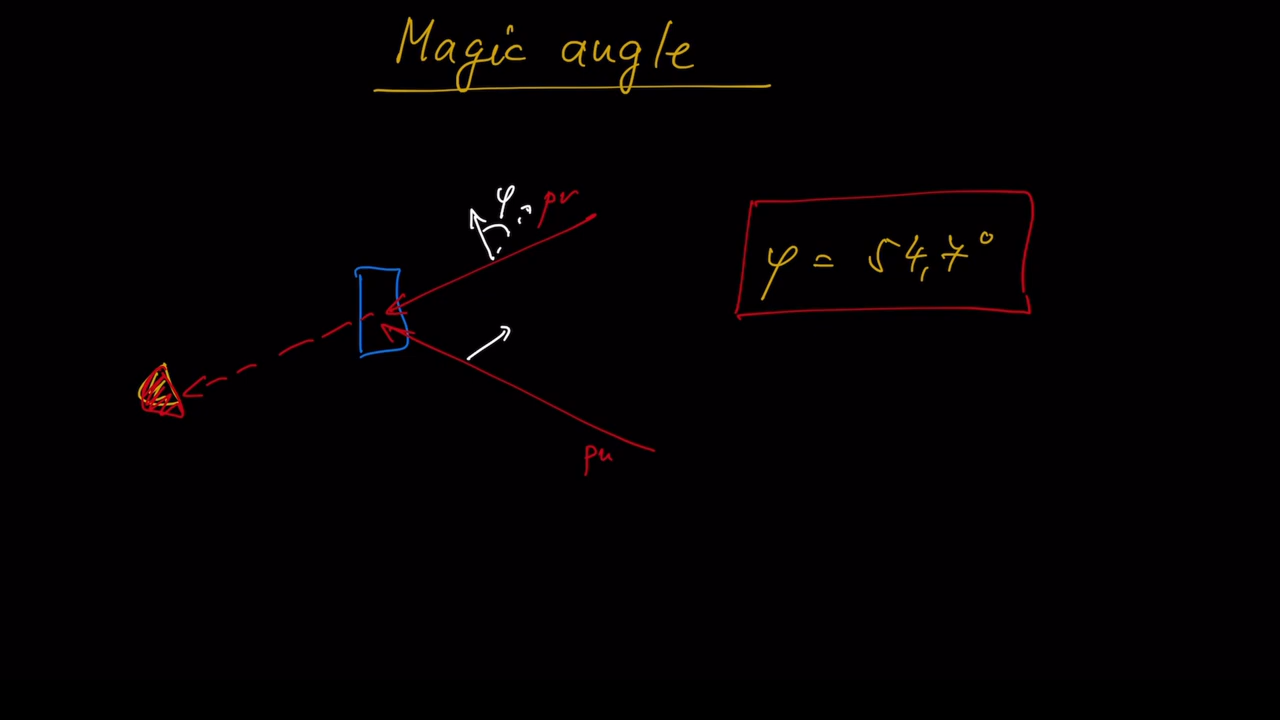 Magic angle
φ pr
φ = 54,7°
pu